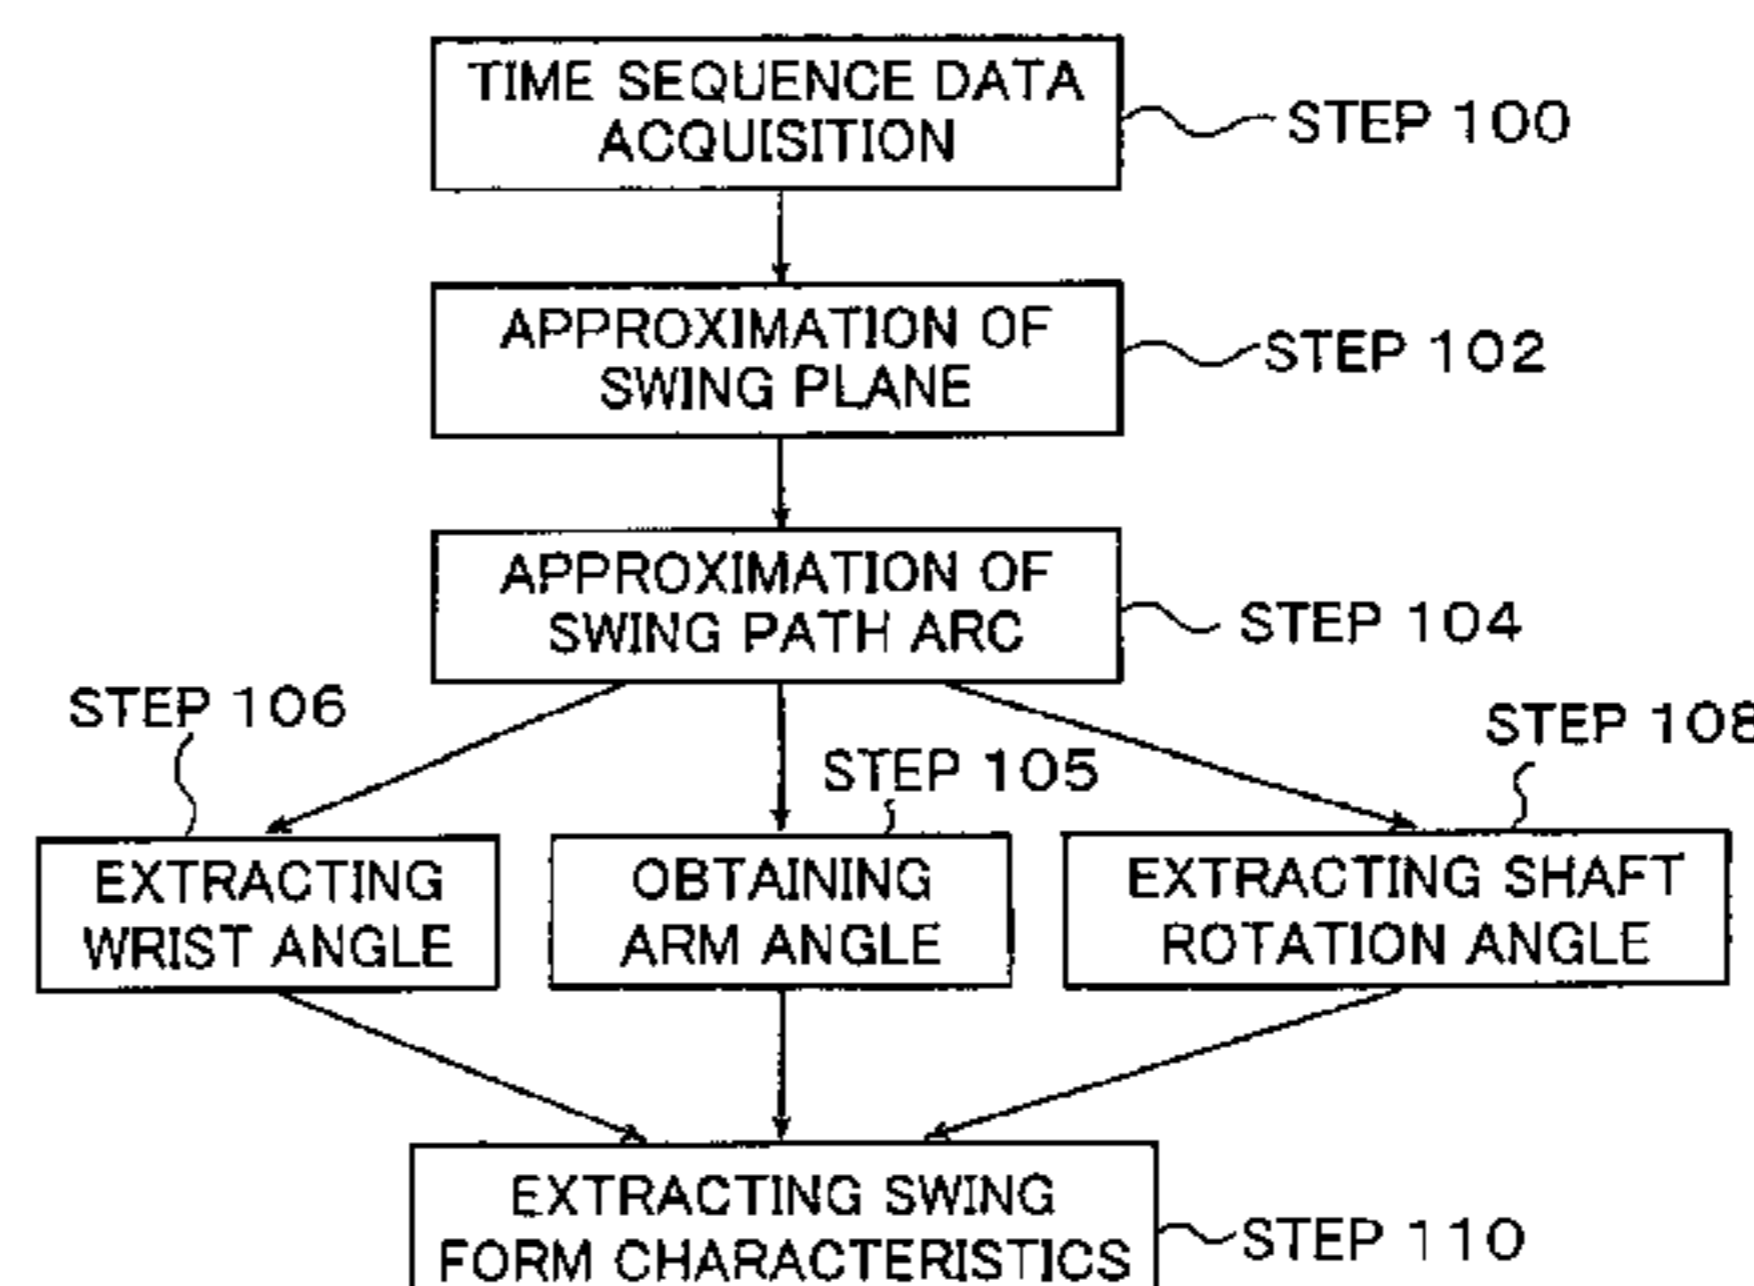 TIME SEQUENCE DATA
ACQUISITION
STEP 100
APPROXIMATION OF
SWING PLANE
STEP 102
APPROXIMATION OF
SWING PATH ARC
STEP 104
STEP 106
STEP 105
STEP 108
EXTRACTING
WRIST ANGLE
OBTAINING
ARM ANGLE
EXTRACTING SHAFT
ROTATION ANGLE
EXTRACTING SWING
FORM CHARACTERISTICS
STEP 110